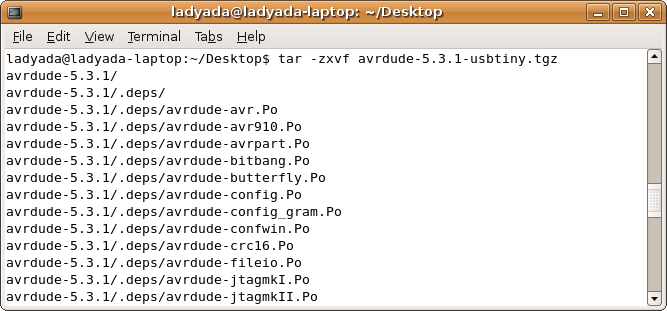 ladyada@ladyada-laptop: ~/Desktop
File Edit View Terminal Tabs Help
ladyada@ladyada-laptop:~/Desktop$ tar -zxvf avrdude-5.3.1-usbtiny.tgz
avrdude-5.3.1/
avrdude-5.3.1/.deps/
avrdude-5.3.1/.deps/avrdude-avr.Po
avrdude-5.3.1/.deps/avrdude-avr910.Po
avrdude-5.3.1/.deps/avrdude-avrpart.Po
avrdude-5.3.1/.deps/avrdude-bitbang.Po
avrdude-5.3.1/.deps/avrdude-butterfly.Po
avrdude-5.3.1/.deps/avrdude-config.Po
avrdude-5.3.1/.deps/avrdude-config_gram.Po
avrdude-5.3.1/.deps/avrdude-confwin.Po
avrdude-5.3.1/.deps/avrdude-crc16.Po
avrdude-5.3.1/.deps/avrdude-fileio.Po
avrdude-5.3.1/.deps/avrdude-jtagmkI.Po
avrdude-5.3.1/.deps/avrdude-jtagmkII.Po